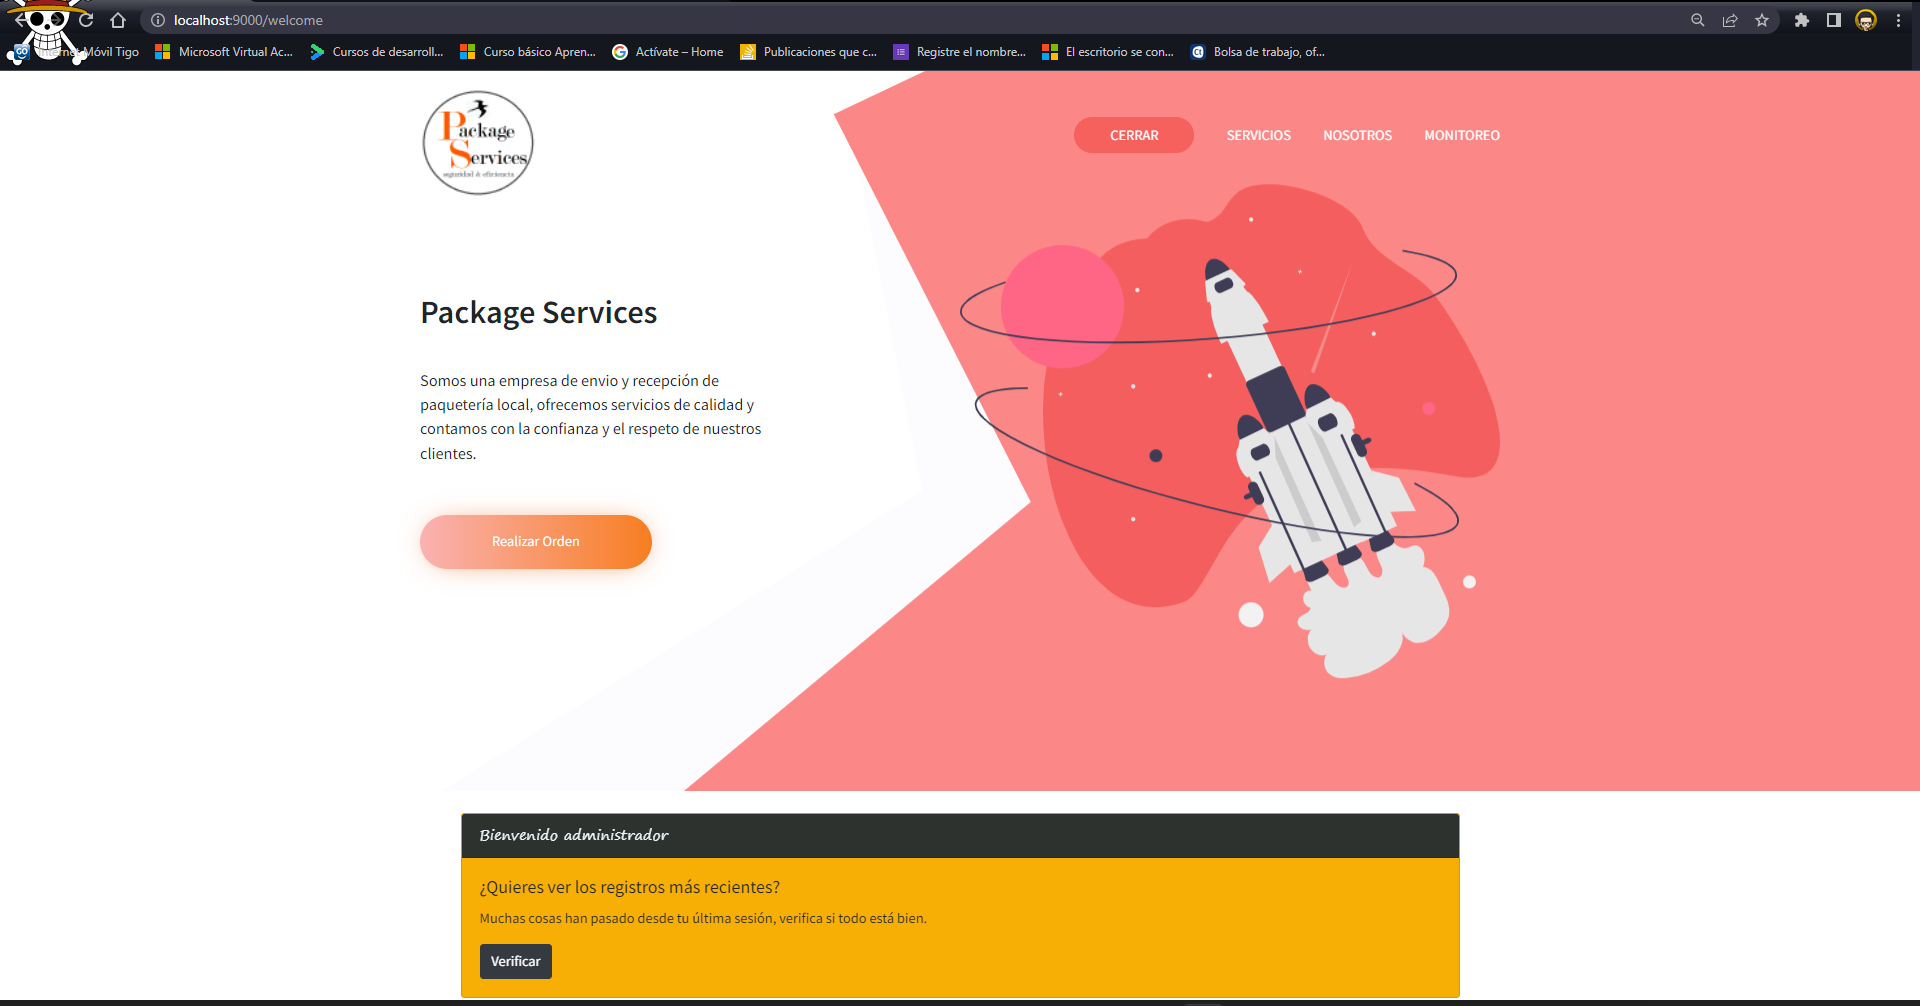 localhost:9000/welcome
GO
Internet Móvil Tigo
Microsoft Virtual Ac...
Cursos de desarroll...
Curso básico Apren...
Actívate – Home
Publicaciones que c...
Registre el nombre...
El escritorio se con...
Bolsa de trabajo, of...
Package
Services
seguridad & eficiencia
CERRAR
SERVICIOS
NOSOTROS
MONITOREO
Package Services
Somos una empresa de envio y recepción de
paquetería local, ofrecemos servicios de calidad y
contamos con la confianza y el respeto de nuestros
clientes.
Realizar Orden
Bienvenido administrador
¿Quieres ver los registros más recientes?
Muchas cosas han pasado desde tu última sesión, verifica si todo está bien.
Verificar